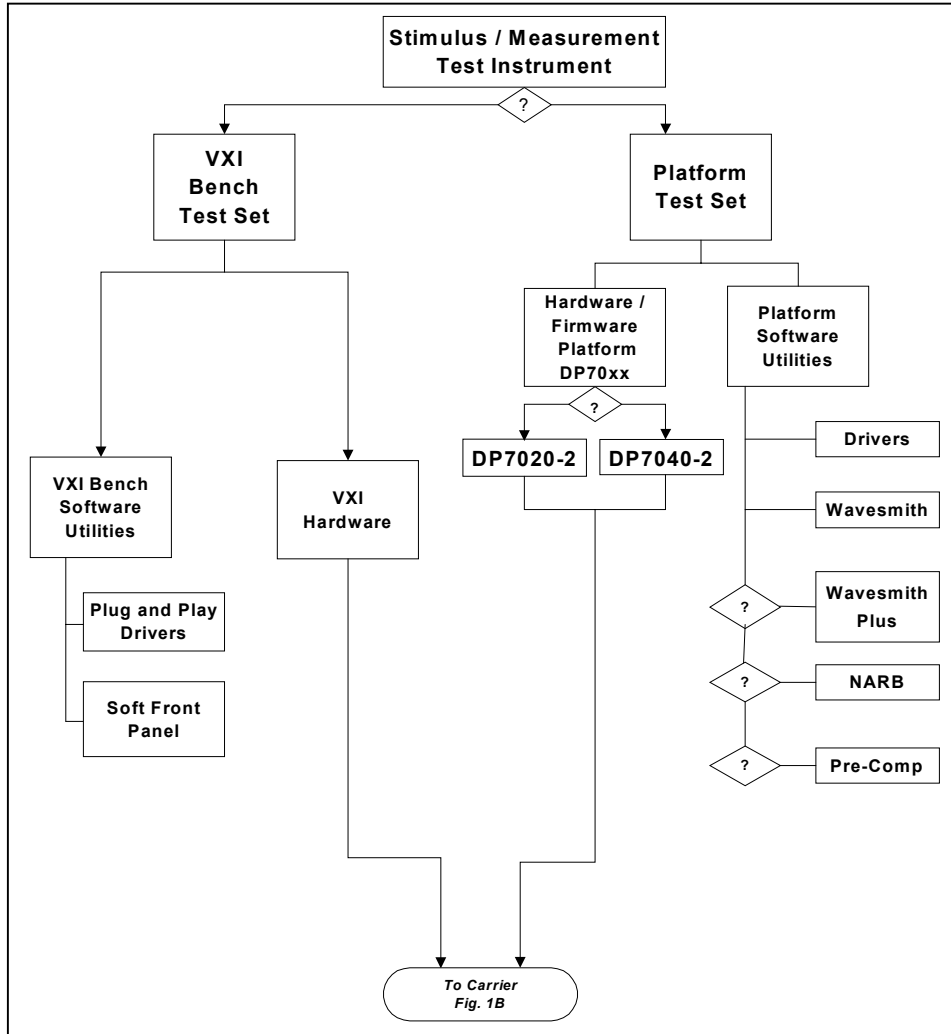 Stimulus / Measurement
Test Instrument
?
VXI
Bench
Test Set
Platform
Test Set
Hardware /
Firmware
Platform
DP70xx
Platform
Software
Utilities
?
DP7020-2
DP7040-2
Drivers
VXI Bench
Software
Utilities
VXI
Hardware
Wavesmith
Plug and Play
Drivers
?
Wavesmith
Plus
Soft Front
Panel
?
NARB
?
Pre-Comp
To Carrier
Fig. 1B